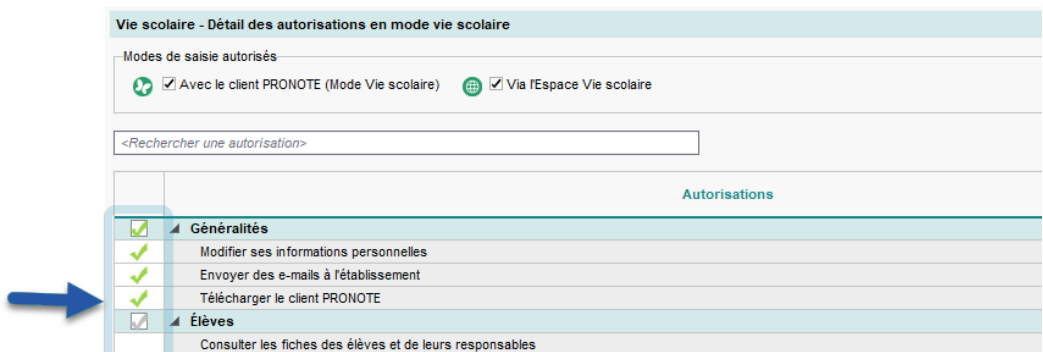 Vie scolaire - Détail des autorisations en mode vie scolaire
Modes de saisie autorisés
Avec le client PRONOTE (Mode Vie scolaire) Via l'Espace Vie scolaire
<Rechercher une autorisation>
Autorisations
Généralités
Modifier ses informations personnelles
Envoyer des e-mails à l'établissement
Télécharger le client PRONOTE
Élèves
Consulter les fiches des élèves et de leurs responsables